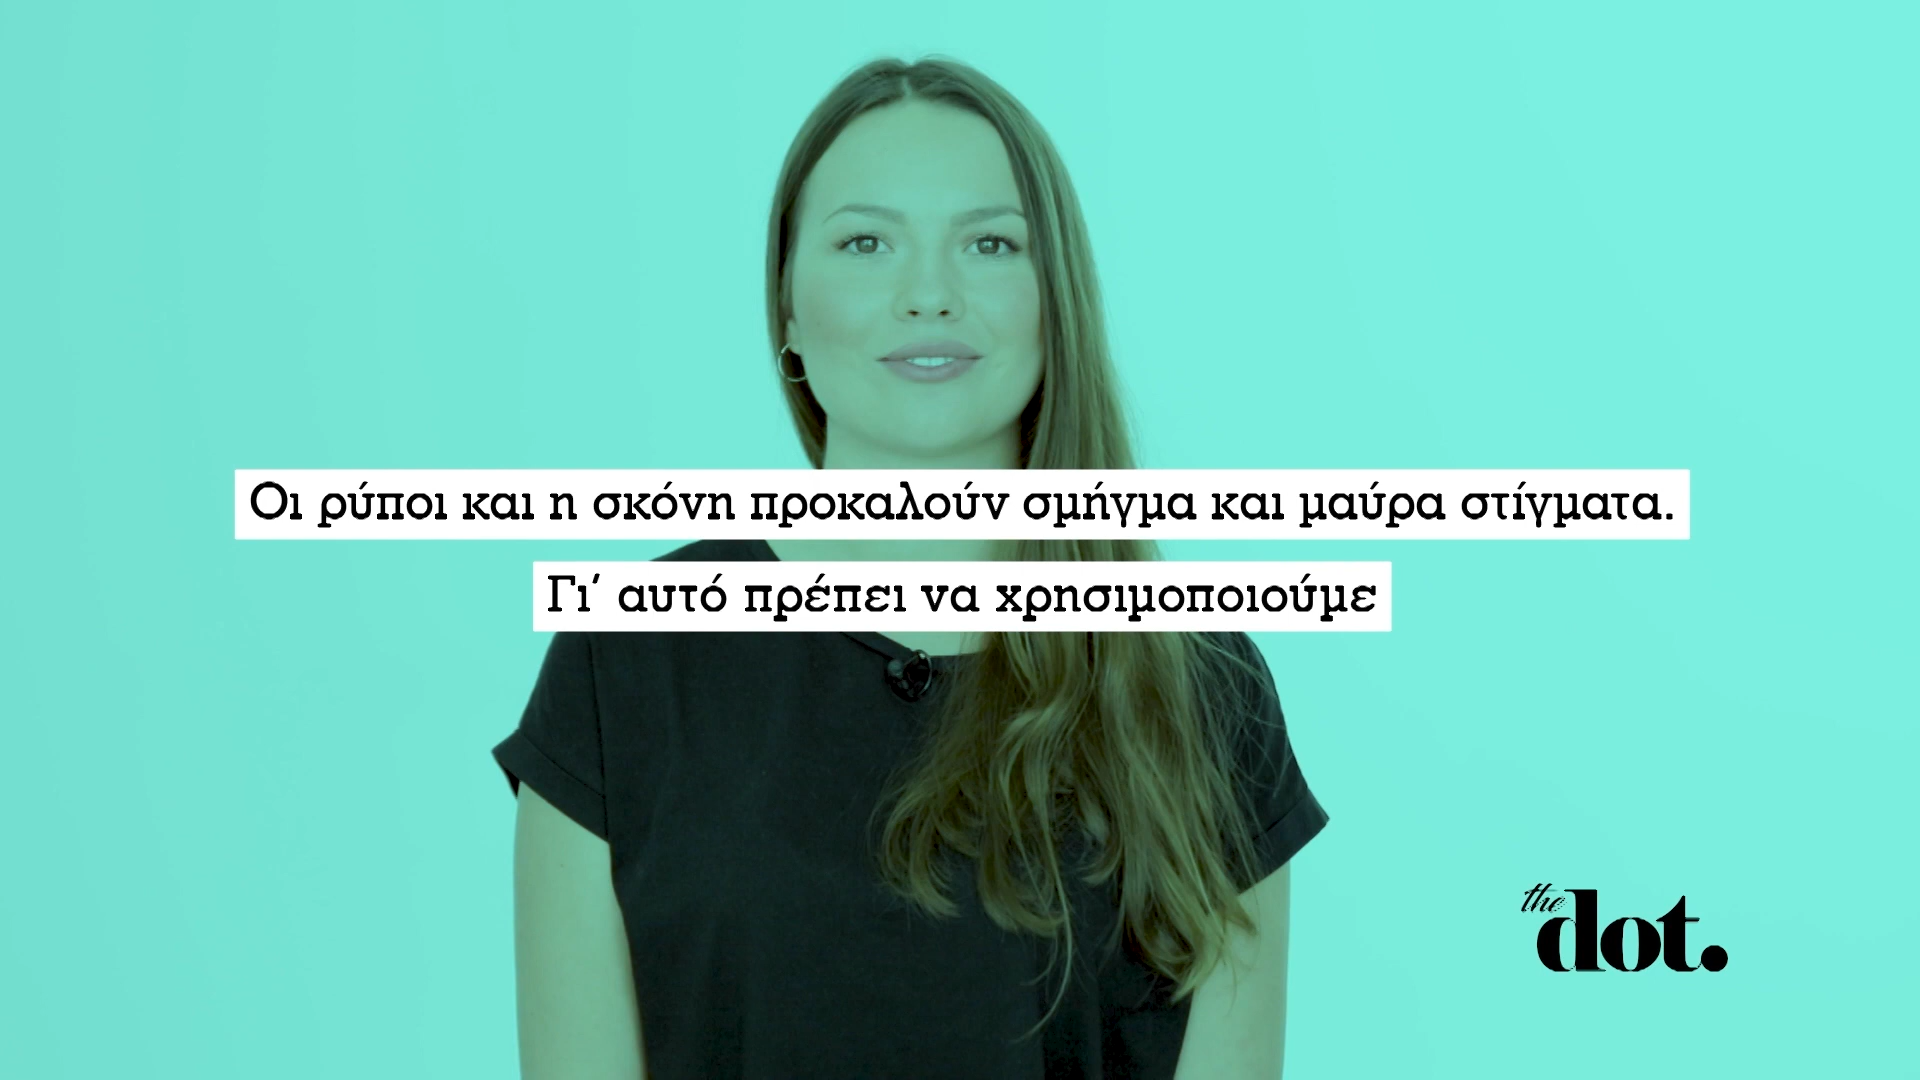 Οι ρύποι και η σκόνη προκαλούν σμήγμα και μαύρα στίγματα.
Γι΄ αυτό πρέπει να χρησιμοποιούμε
the
dot.